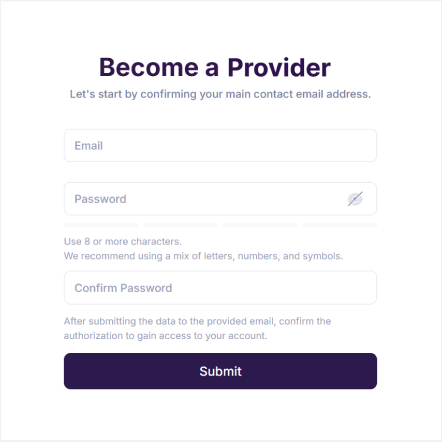 Become a Provider
Let's start by confirming your main contact email address.
Email
Password
Use 8 or more characters.
We recommend using a mix of letters, numbers, and symbols.
Confirm Password
After submitting the data to the provided email, confirm the
authorization to gain access to your account.
Submit